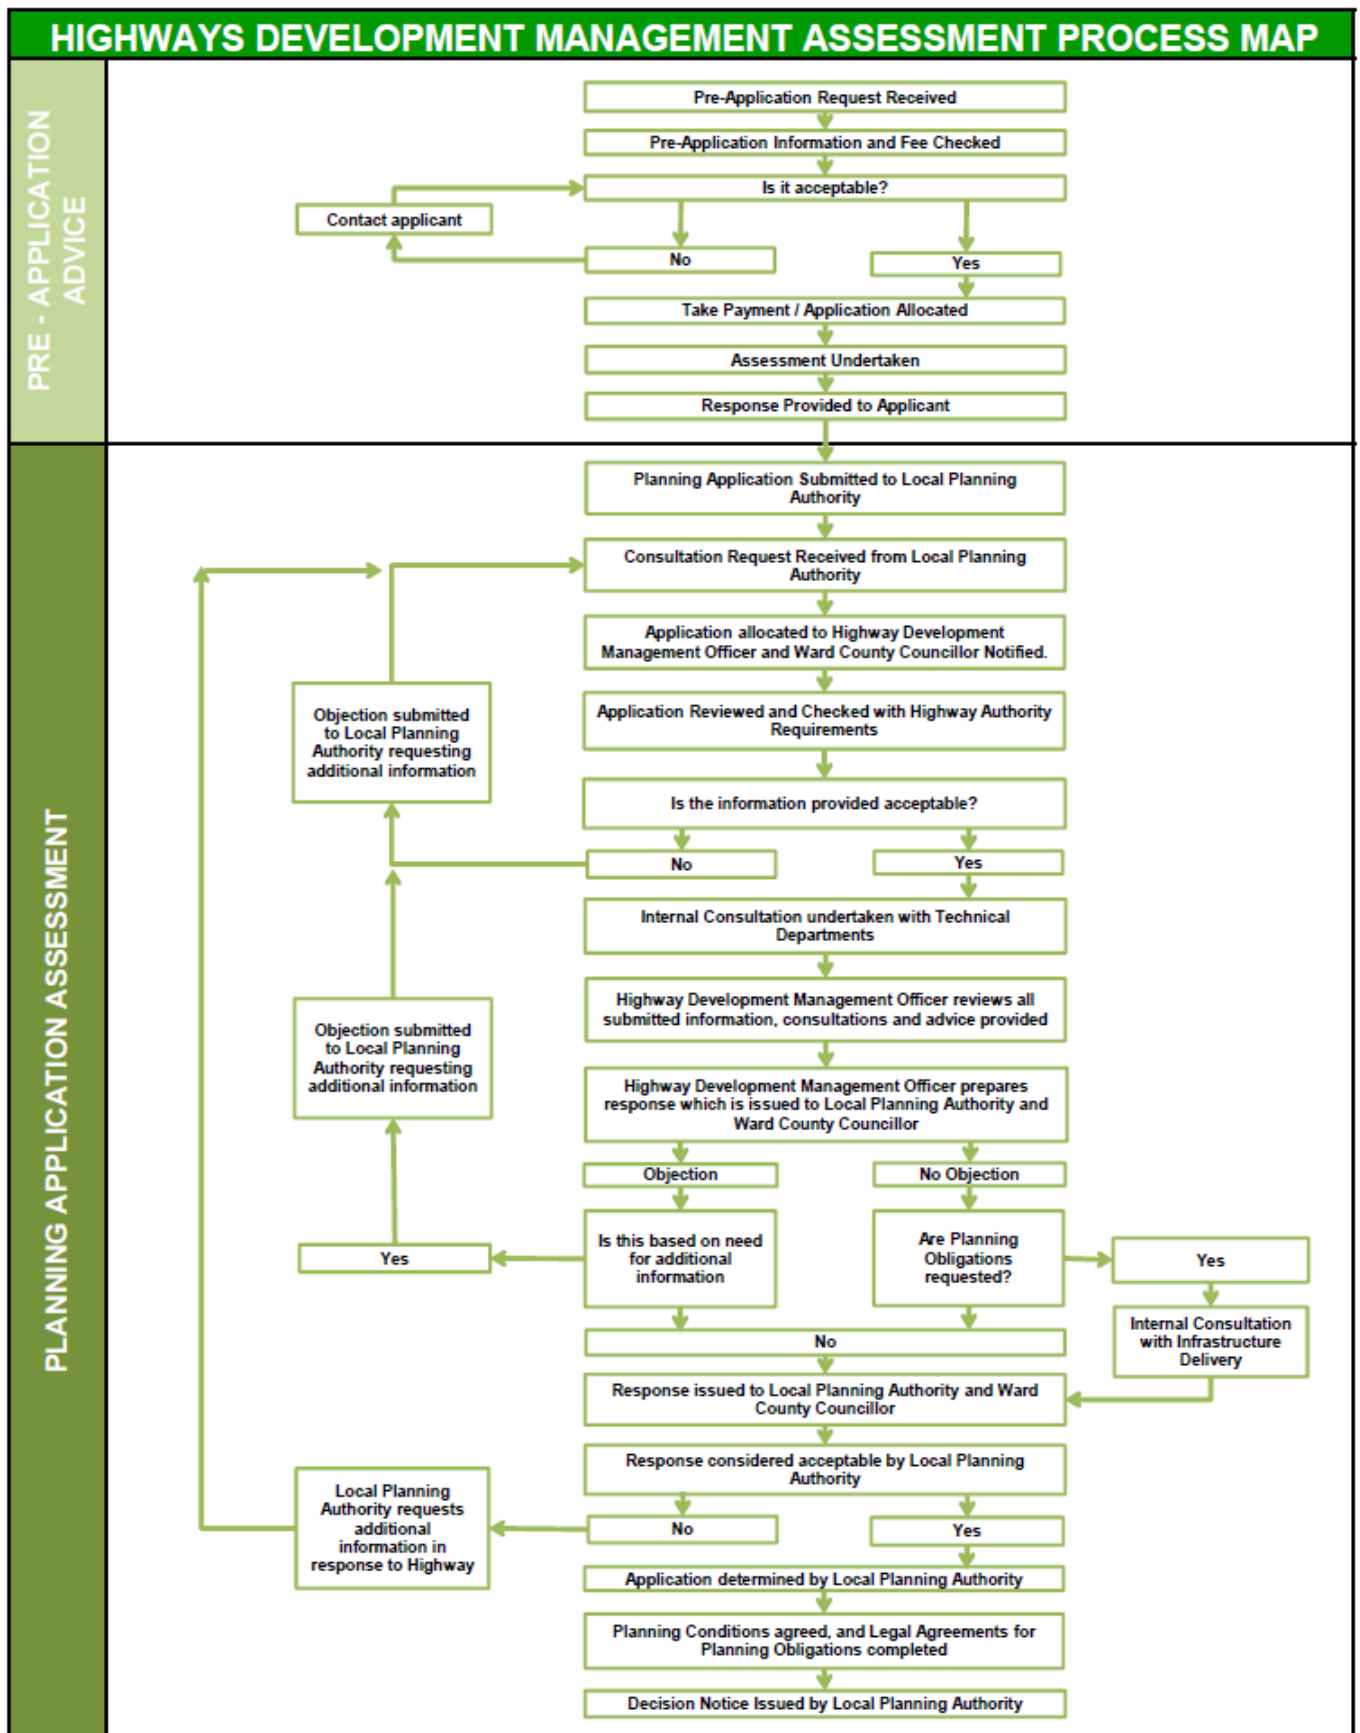 HIGHWAYS DEVELOPMENT MANAGEMENT ASSESSMENT PROCESS MAP
PRE - APPLICATION
ADVICE
Pre-Application Request Received
Pre-Application Information and Fee Checked
Is it acceptable?
Contact applicant
No
Yes
Take Payment / Application Allocated
Assessment Undertaken
Response Provided to Applicant
PLANNING APPLICATION ASSESSMENT
Planning Application Submitted to Local Planning
Authority
Consultation Request Received from Local Planning
Authority
Application allocated to Highway Development
Management Officer and Ward County Councillor Notified.
Application Reviewed and Checked with Highway Authority
Requirements
Objection submitted
to Local Planning
Authority requesting
additional information
Is the information provided acceptable?
No
Yes
Internal Consultation undertaken with Technical
Departments
Highway Development Management Officer reviews all
submitted information, consultations and advice provided
Objection submitted
to Local Planning
Authority requesting
additional information
Highway Development Management Officer prepares
response which is issued to Local Planning Authority and
Ward County Councillor
Objection
No Objection
Yes
Is this based on need
for additional
information
Are Planning
Obligations
requested?
Yes
Internal Consultation
with Infrastructure
Delivery
No
Response issued to Local Planning Authority and Ward
County Councillor
Response considered acceptable by Local Planning
Authority
Local Planning
Authority requests
additional
information in
response to Highway
No
Yes
Application determined by Local Planning Authority
Planning Conditions agreed, and Legal Agreements for
Planning Obligations completed
Decision Notice Issued by Local Planning Authority